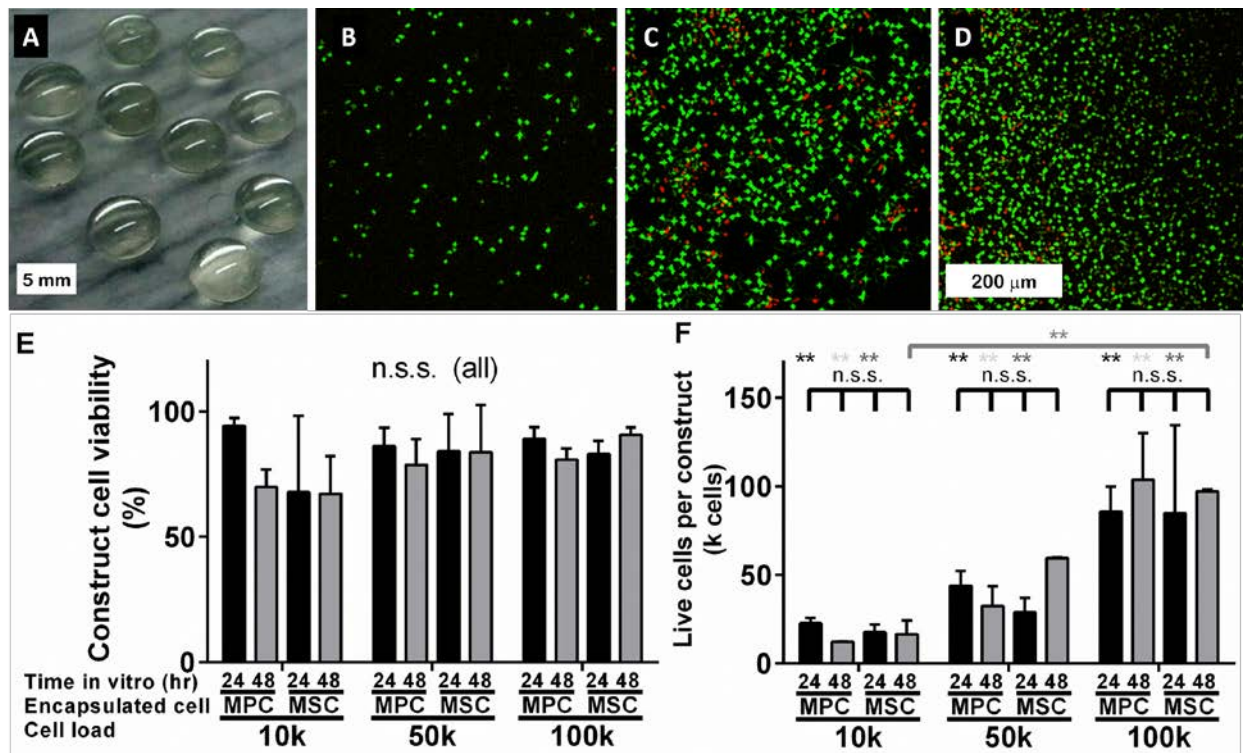 A
B
C
D
5 mm
200 μm
E
n.s.s. (all)
Construct cell viability
(%)
100
50
0
Time in vitro (hr) 24 48 24 48 24 48 24 48 24 48 24 48
Encapsulated cell MPC MSC MPC MSC MPC MSC
Cell load 10k 50k 100k
F
**
** ** ** ** ** ** ** ** **
n.s.s. n.s.s. n.s.s.
Live cells per construct
(k cells)
150
100
50
0
24 48 24 48 24 48 24 48 24 48 24 48
MPC MSC MPC MSC MPC MSC
10k 50k 100k